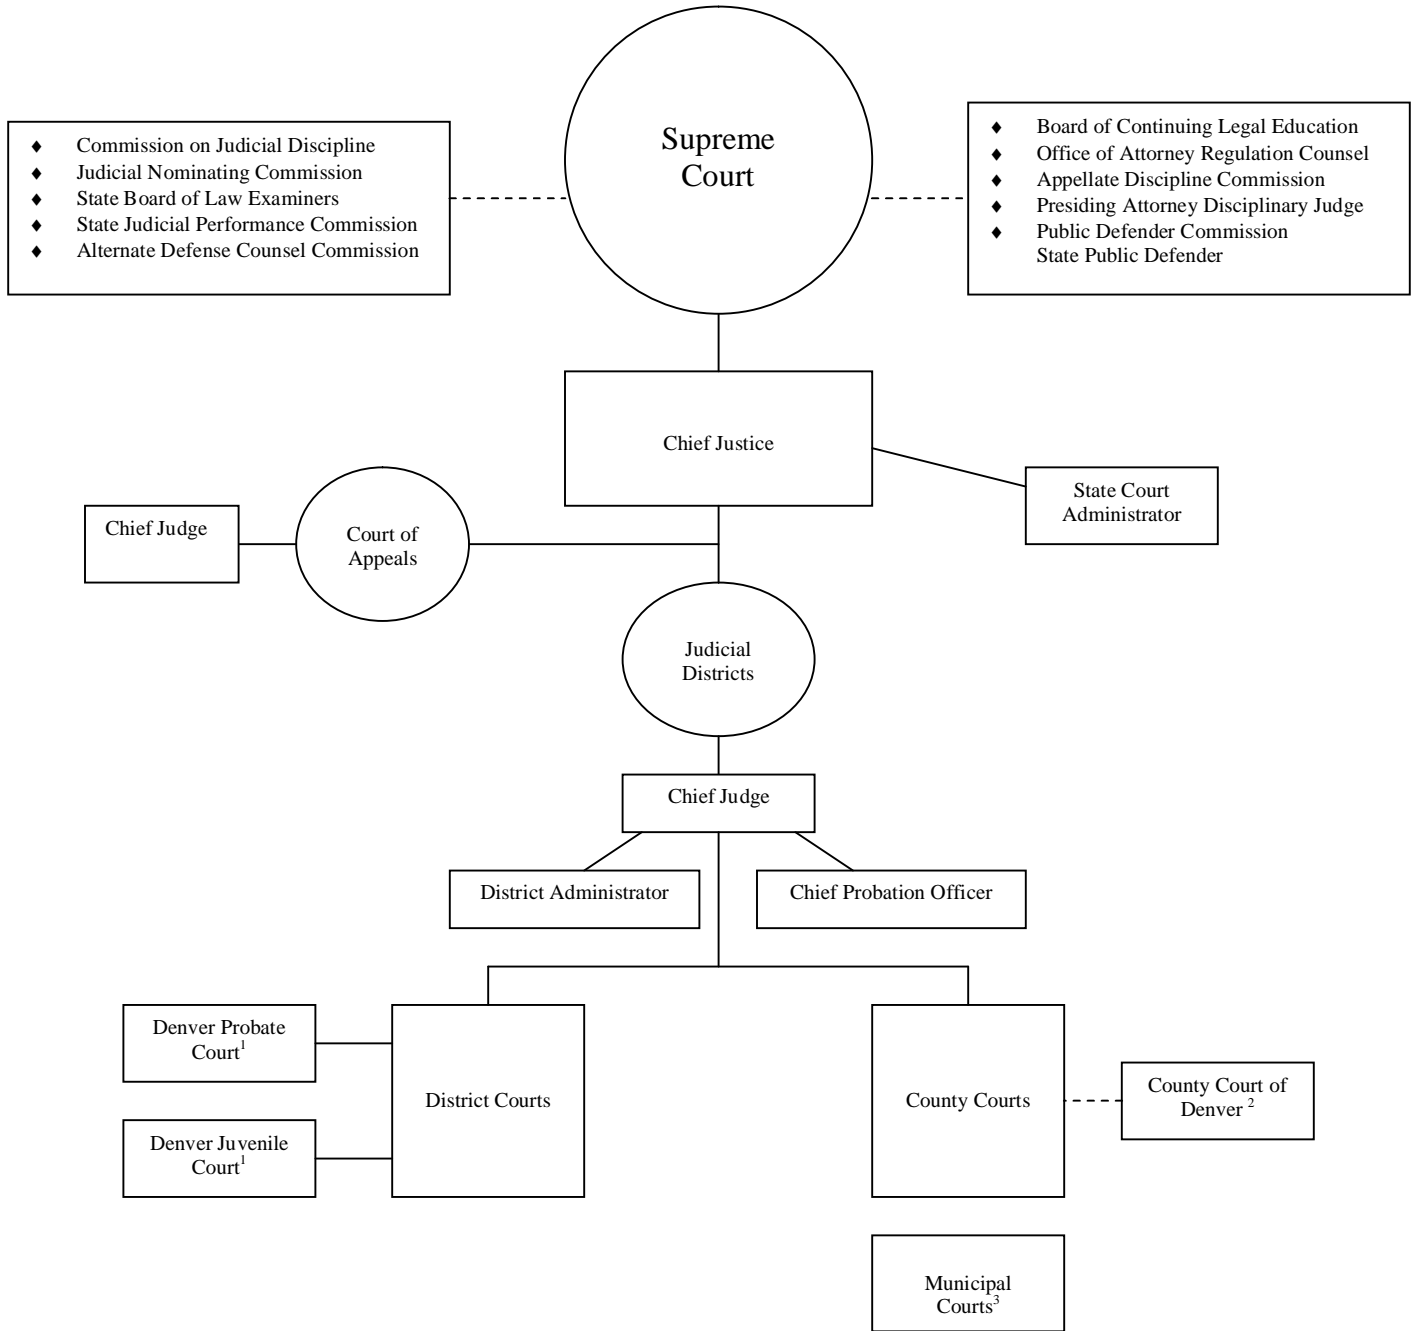 Supreme
Court
♦ Commission on Judicial Discipline
♦ Judicial Nominating Commission
♦ State Board of Law Examiners
♦ State Judicial Performance Commission
♦ Alternate Defense Counsel Commission
♦ Board of Continuing Legal Education
♦ Office of Attorney Regulation Counsel
♦ Appellate Discipline Commission
♦ Presiding Attorney Disciplinary Judge
♦ Public Defender Commission
State Public Defender
Chief Justice
State Court
Administrator
Chief Judge
Court of
Appeals
Judicial
Districts
Chief Judge
District Administrator
Chief Probation Officer
Denver Probate
Court¹
Denver Juvenile
Court¹
District Courts
County Courts
County Court of
Denver ²
Municipal
Courts³